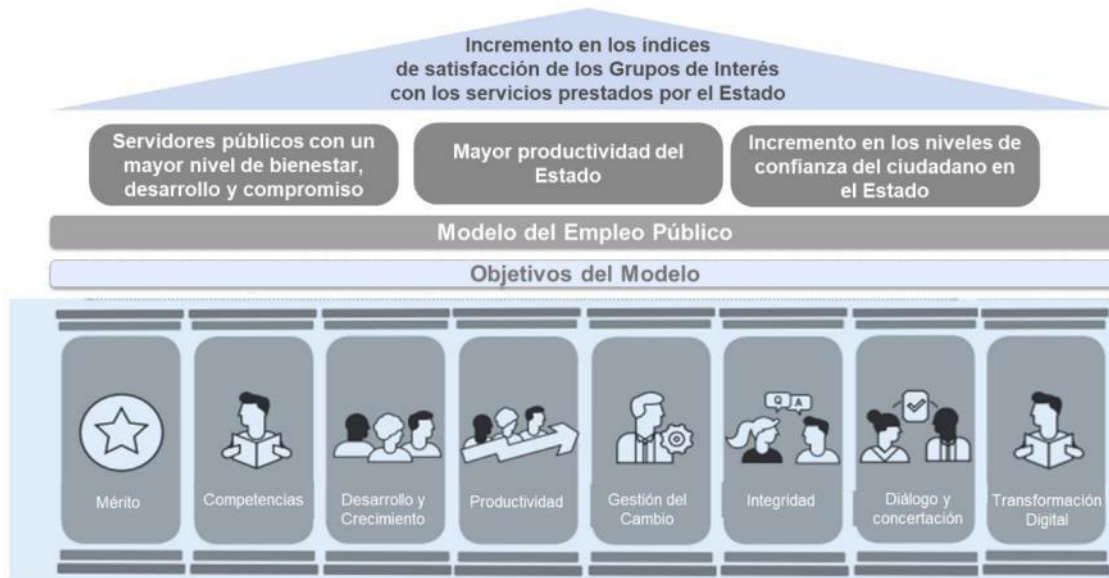 Incremento en los índices
de satisfacción de los Grupos de Interés
con los servicios prestados por el Estado
Servidores públicos con un
mayor nivel de bienestar,
desarrollo y compromiso
Mayor productividad del
Estado
Incremento en los niveles de
confianza del ciudadano en
el Estado
Modelo del Empleo Público
Objetivos del Modelo
Mérito
Competencias
Desarrollo y
Crecimiento
Productividad
Gestión del
Cambio
Q A
Integridad
Diálogo y
concertación
Transformación
Digital